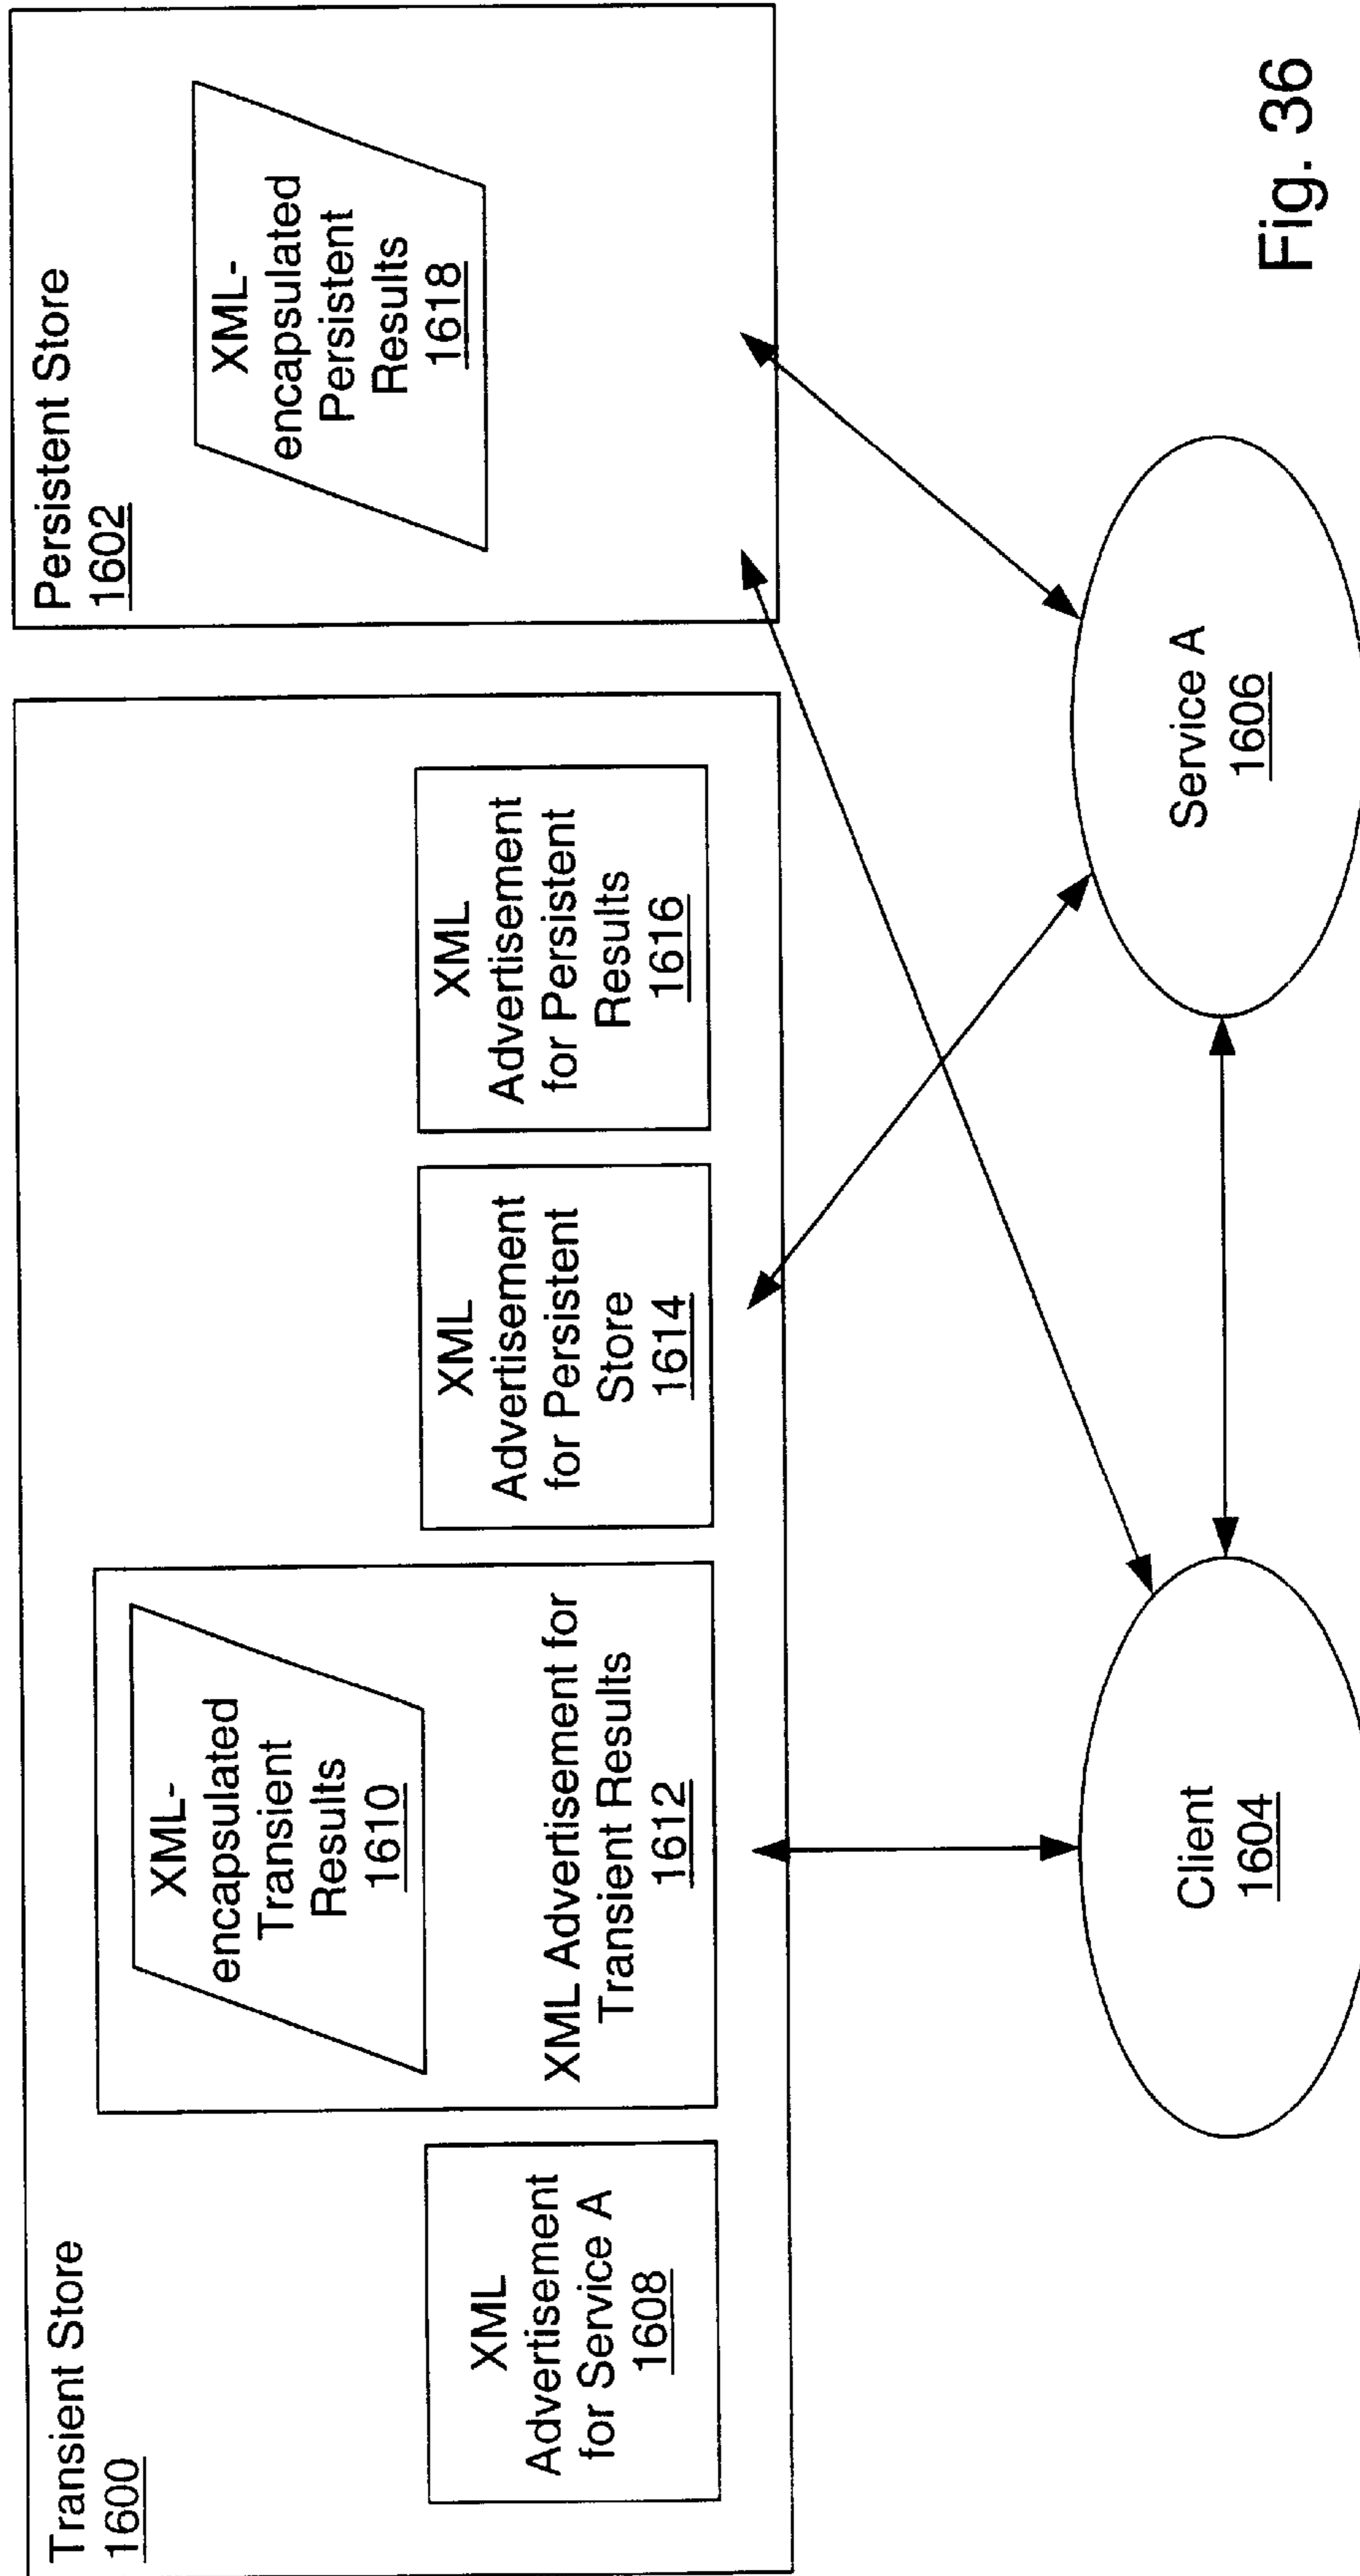 Transient Store
1600
XML
Advertisement
for Service A
1608
XML-
encapsulated
Transient
Results
1610
XML Advertisement for
Transient Results
1612
XML
Advertisement
for Persistent
Store
1614
XML
Advertisement
for Persistent
Results
1616
Persistent Store
1602
XML-
encapsulated
Persistent
Results
1618
Client
1604
Service A
1606
Fig. 36